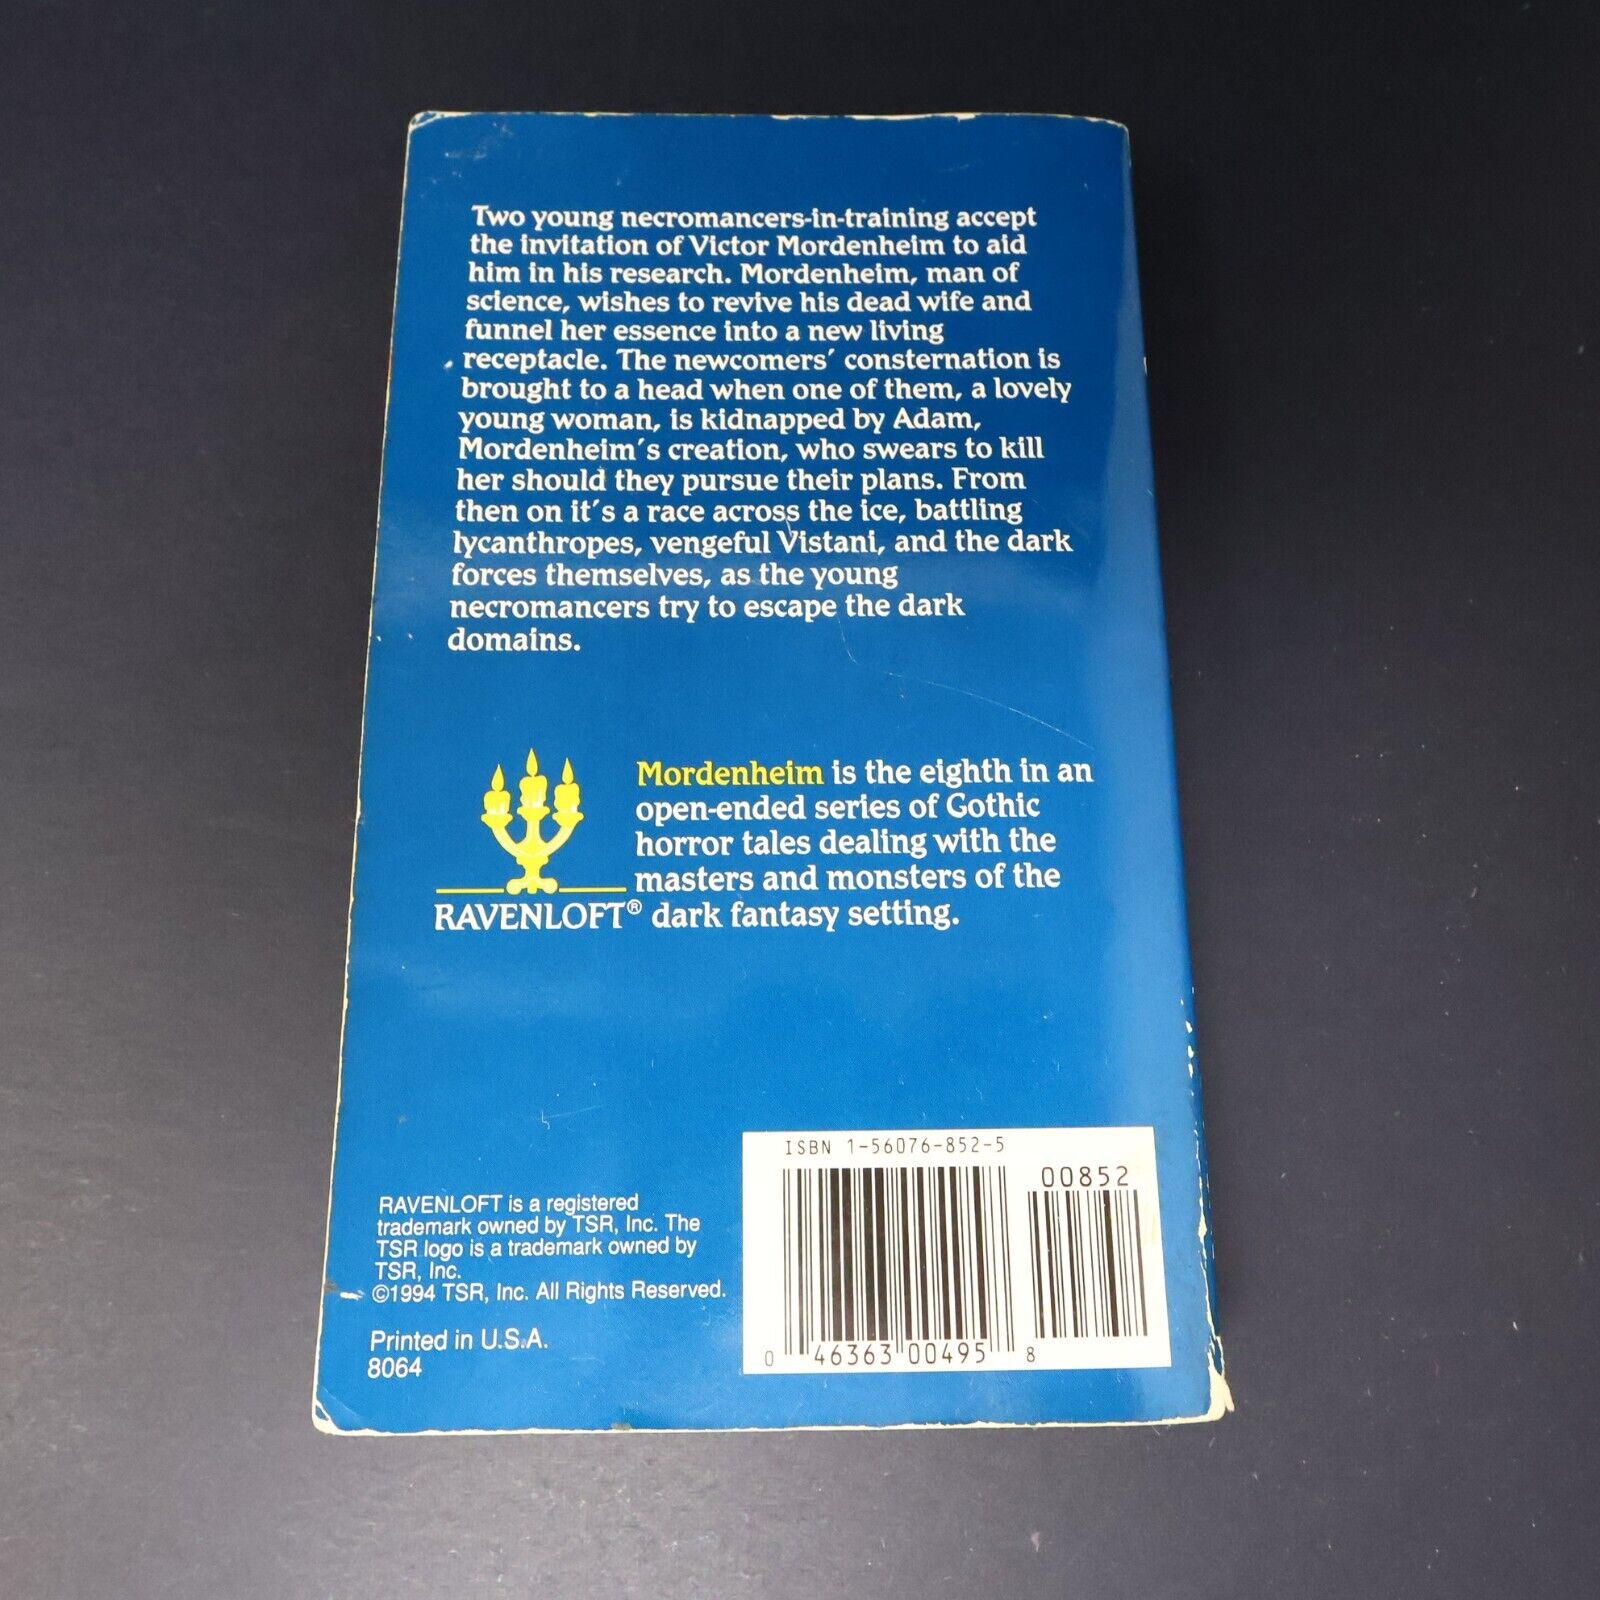 Two young necromancers-in-training accept
the invitation of Victor Mordenheim to aid
him in his research. Mordenheim, man of
science, wishes to revive his dead wife and
funnel her essence into a new living
receptacle. The newcomers' consternation is
brought to a head when one of them, a lovely
young woman, is kidnapped by Adam,
Mordenheim's creation, who swears to kill
her should they pursue their plans. From
then on it's a race across the ice, battling
lycanthropes, vengeful Vistani, and the dark
forces themselves, as the young
necromancers try to escape the dark
domains.
Mordenheim is the eighth in an
open-ended series of Gothic
horror tales dealing with the
masters and monsters of the
RAVENLOFT® dark fantasy setting.
RAVENLOFT is a registered
trademark owned by TSR, Inc. The
TSR logo is a trademark owned by
TSR, Inc.
©1994 TSR, Inc. All Rights Reserved.
Printed in U.S.A.
8064
ISBN 1-56076-852-5
00852
0 46363 00495 8